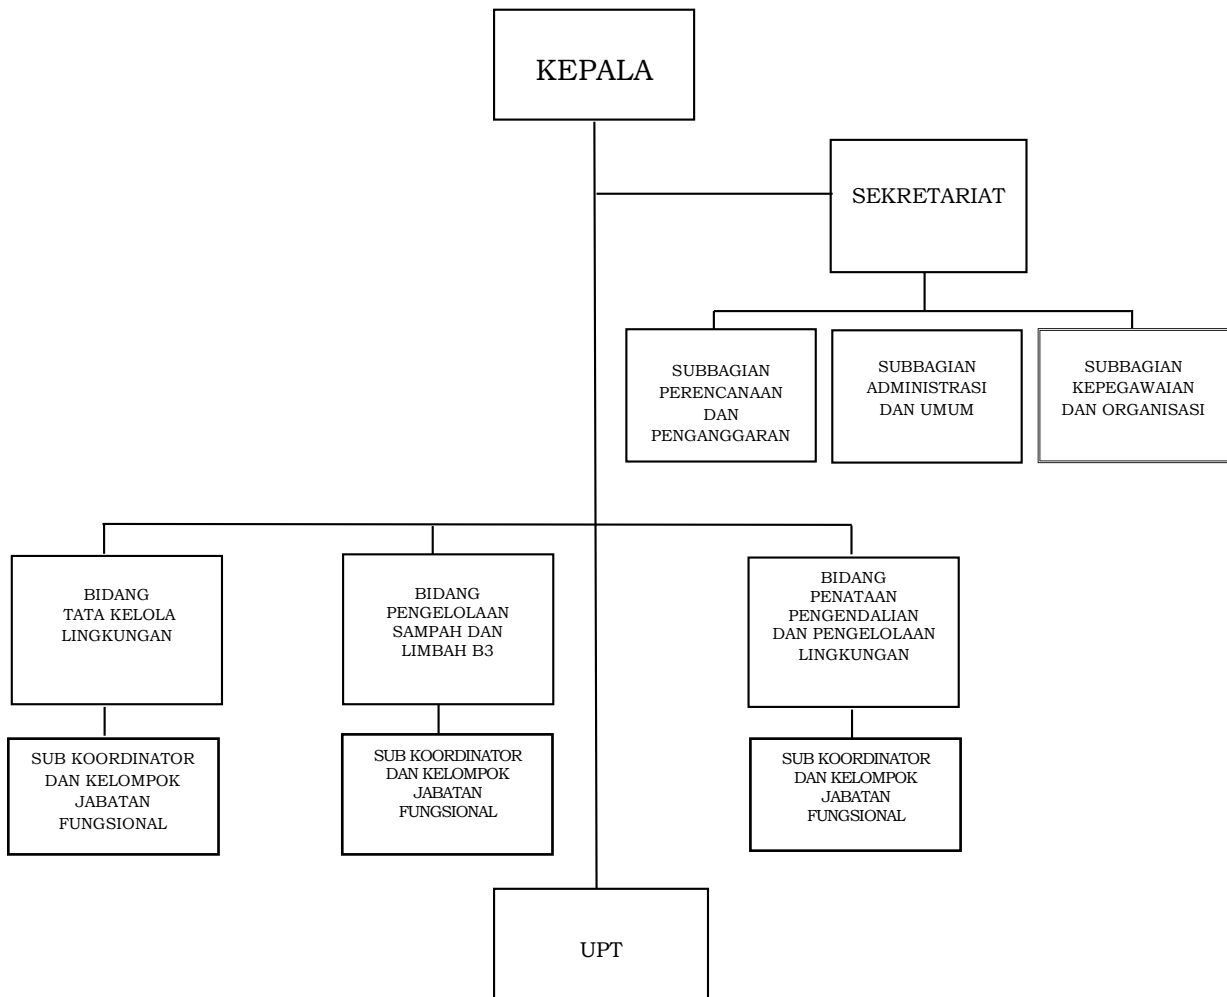 KEPALA
SEKRETARIAT
SUBBAGIAN
PERENCANAAN
DAN
PENGANGGARAN
SUBBAGIAN
ADMINISTRASI
DAN UMUM
SUBBAGIAN
KEPEGAWAIAN
DAN ORGANISASI
BIDANG
TATA KELOLA
LINGKUNGAN
BIDANG
PENGELOLAAN
SAMPAH DAN
LIMBAH B3
BIDANG
PENATAAN
PENGENDALIAN
DAN PENGELOLAAN
LINGKUNGAN
SUB KOORDINATOR
DAN KELOMPOK
JABATAN
FUNGSIONAL
SUB KOORDINATOR
DAN KELOMPOK
JABATAN
FUNGSIONAL
SUB KOORDINATOR
DAN KELOMPOK
JABATAN
FUNGSIONAL
UPT